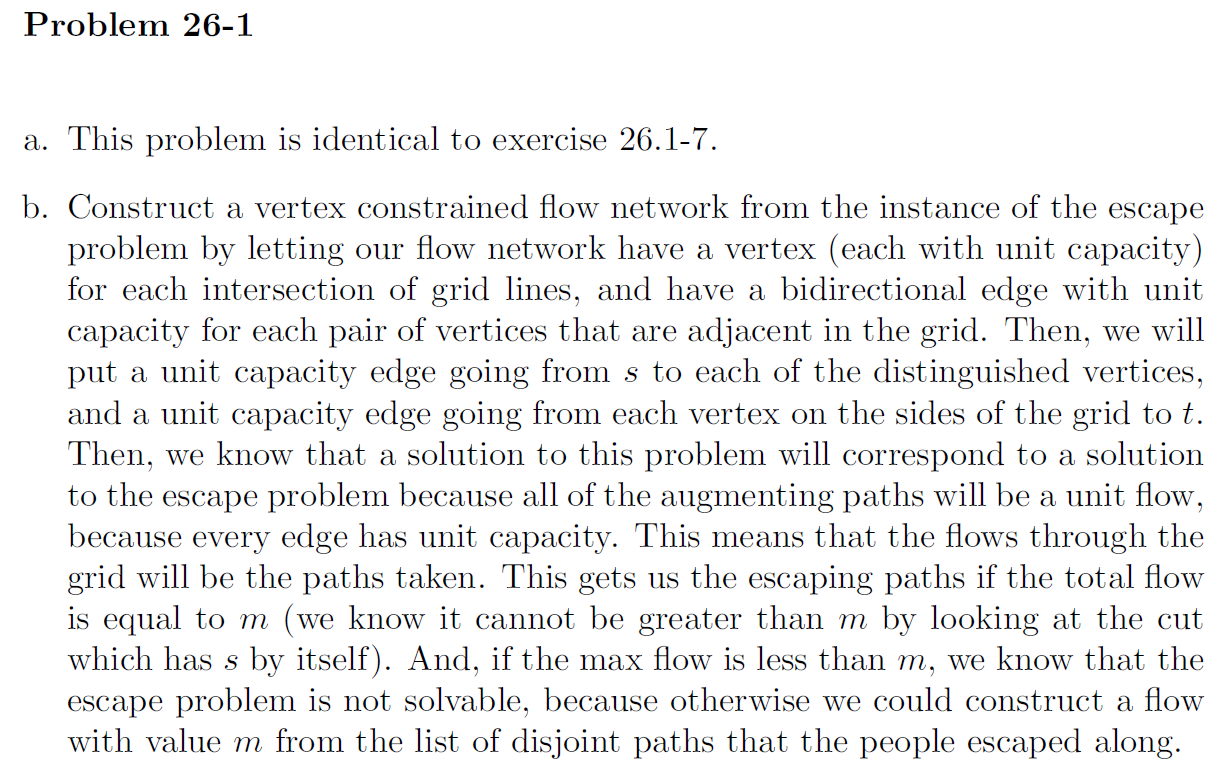 Problem 26-1
a. This problem is identical to exercise 26.1-7.
b. Construct a vertex constrained flow network from the instance of the escape
problem by letting our flow network have a vertex (each with unit capacity)
for each intersection of grid lines, and have a bidirectional edge with unit
capacity for each pair of vertices that are adjacent in the grid. Then, we will
put a unit capacity edge going from s to each of the distinguished vertices,
and a unit capacity edge going from each vertex on the sides of the grid to t.
Then, we know that a solution to this problem will correspond to a solution
to the escape problem because all of the augmenting paths will be a unit flow,
because every edge has unit capacity. This means that the flows through the
grid will be the paths taken. This gets us the escaping paths if the total flow
is equal to m (we know it cannot be greater than m by looking at the cut
which has s by itself). And, if the max flow is less than m, we know that the
escape problem is not solvable, because otherwise we could construct a flow
with value m from the list of disjoint paths that the people escaped along.